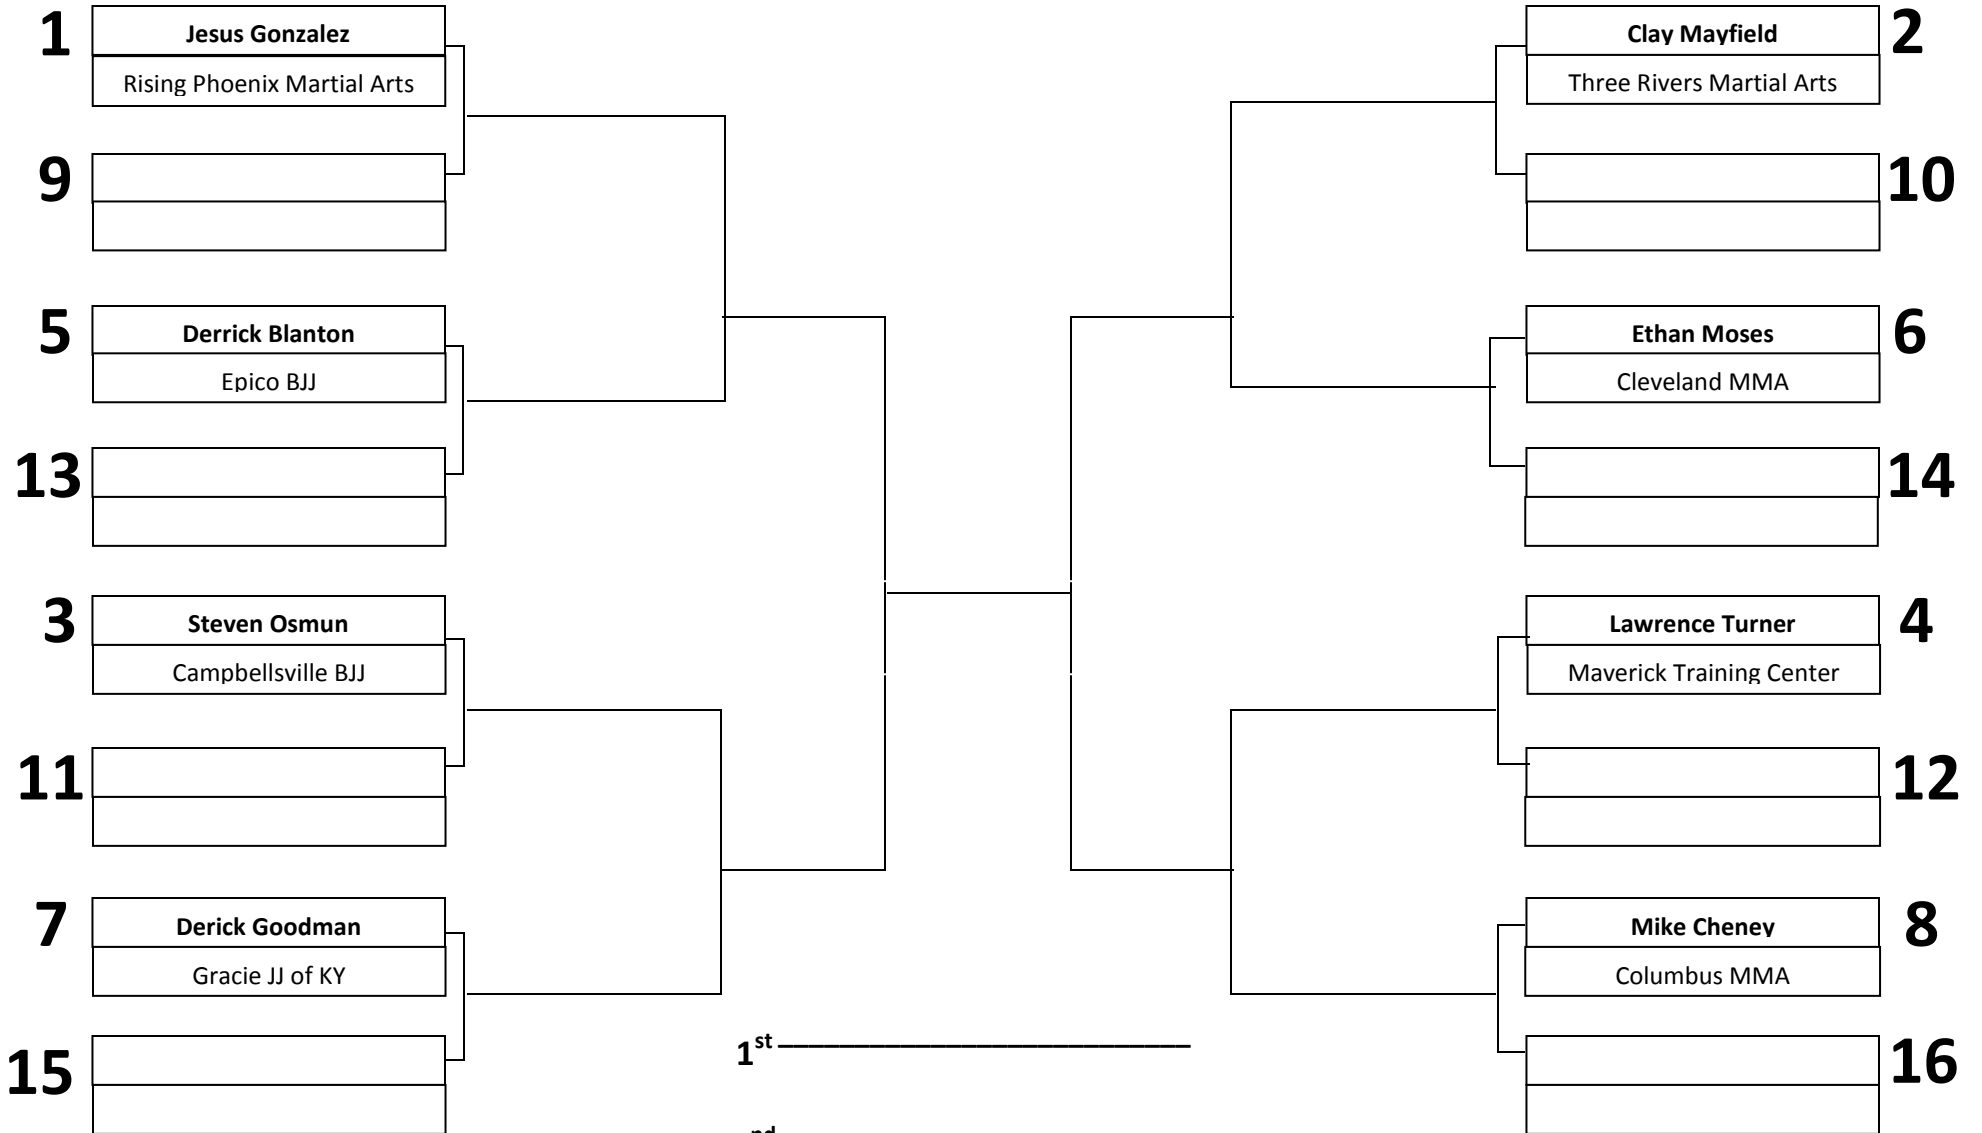 1
Jesus Gonzalez
Rising Phoenix Martial Arts
9
5
Derrick Blanton
Epico BJJ
13
3
Steven Osmun
Campbellsville BJJ
11
7
Derick Goodman
Gracie JJ of KY
15
Clay Mayfield
2
Three Rivers Martial Arts
10
Ethan Moses
6
Cleveland MMA
14
Lawrence Turner
4
Maverick Training Center
12
Mike Cheney
8
Columbus MMA
16
1st
nd